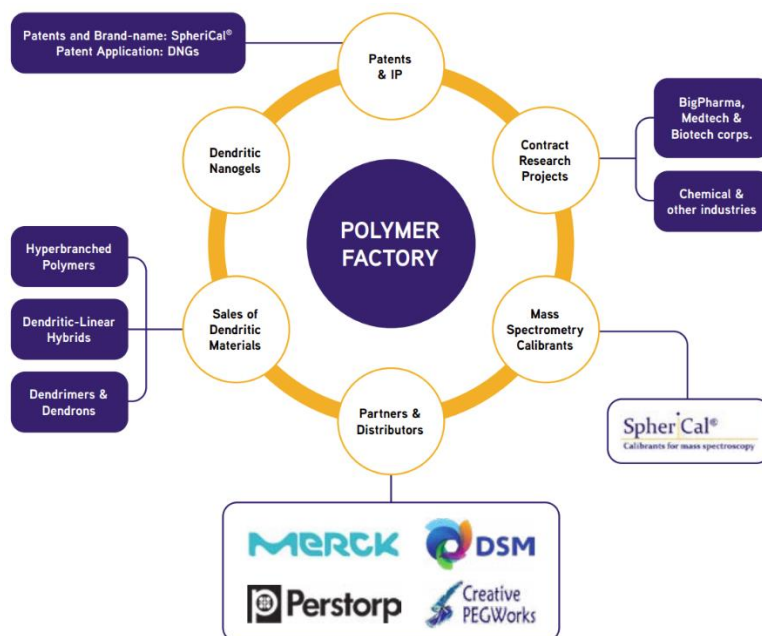 Patents and Brand-name: SpheriCal®
Patent Application: DNGs
Patents
& IP
BigPharma,
Medtech &
Biotech corps.
Dendritic
Nanogels
Contract
Research
Projects
Chemical &
other industries
POLYMER
FACTORY
Hyperbranched
Polymers
Dendritic-Linear
Hybrids
Dendrimers &
Dendrons
Sales of
Dendritic
Materials
Mass
Spectrometry
Calibrants
Partners &
Distributors
SpheriCal®
Calibrants for mass spectroscopy
MERCK
DSM
Perstorp
Creative
PEGWorks